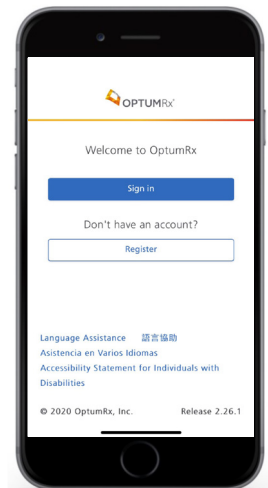 OPTUMRx®
Welcome to OptumRx
Sign in
Don't have an account?
Register
Language Assistance 語言協助
Asistencia en Varios Idiomas
Accessibility Statement for Individuals with
Disabilities
© 2020 OptumRx, Inc. Release 2.26.1